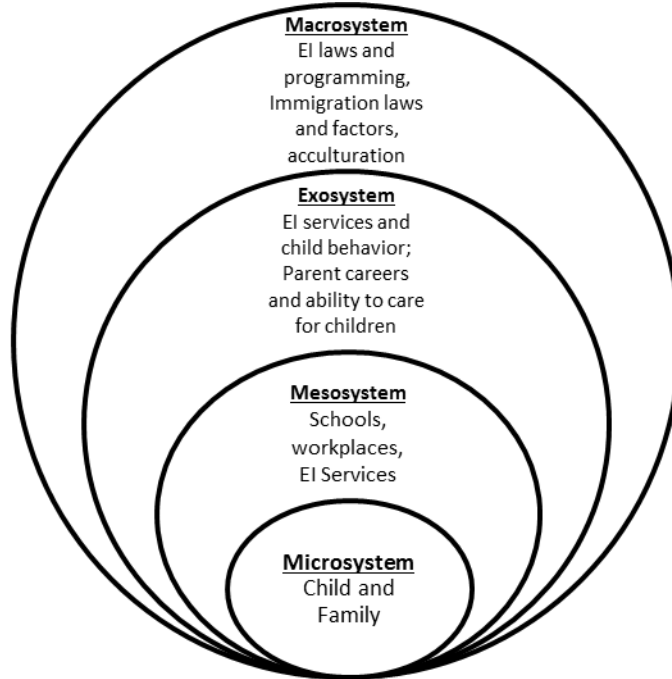 Macrosystem
EI laws and
programming,
Immigration laws
and factors,
acculturation
Exosystem
EI services and
child behavior;
Parent careers
and ability to care
for children
Mesosystem
Schools,
workplaces,
EI Services
Microsystem
Child and
Family